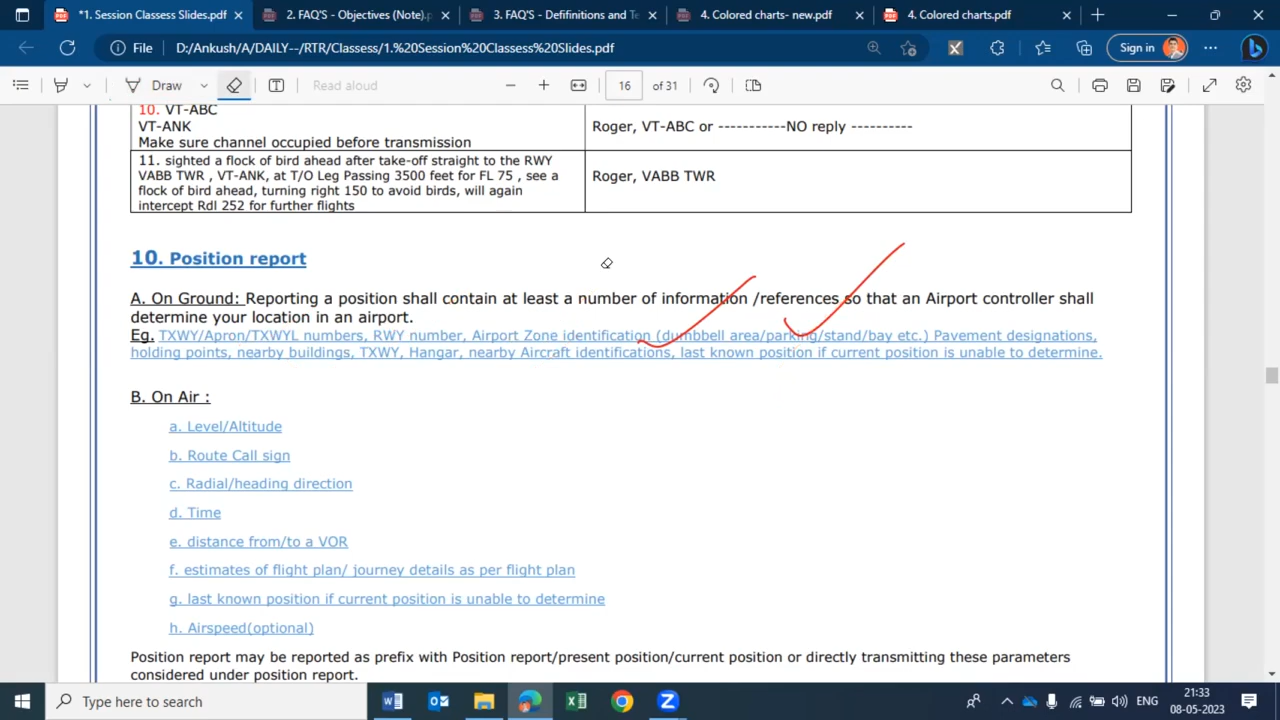 *1. Session Classess Slides.pdf
2. FAQ'S - Objectives (Note).p
3. FAQ'S - Defifinitions and Te
4. Colored charts- new.pdf
4. Colored charts.pdf
File
D:/Ankush/A/DAILY--/RTR/Classess/1.%20Session%20Classess%20Slides.pdf
Sign in
Draw
Read aloud
16
of 31
10. VT-ABC
VT-ANK
Make sure channel occupied before transmission
Roger, VT-ABC or -----------NO reply ----------
11. sighted a flock of bird ahead after take-off straight to the RWY
VABB TWR , VT-ANK, at T/O Leg Passing 3500 feet for FL 75 , see a
flock of bird ahead, turning right 150 to avoid birds, will again
intercept Rdl 252 for further flights
Roger, VABB TWR
10. Position report
A. On Ground: Reporting a position shall contain at least a number of information /references so that an Airport controller shall
determine your location in an airport.
Eg. TXWY/Apron/TXWYL numbers, RWY number, Airport Zone identification (dumbbell area/parking/stand/bay etc.) Pavement designations,
holding points, nearby buildings, TXWY, Hangar, nearby Aircraft identifications, last known position if current position is unable to determine.
B. On Air :
a. Level/Altitude
b. Route Call sign
c. Radial/heading direction
d. Time
e. distance from/to a VOR
f. estimates of flight plan/ journey details as per flight plan
g. last known position if current position is unable to determine
h. Airspeed(optional)
Position report may be reported as prefix with Position report/present position/current position or directly transmitting these parameters
considered under position report.
Type here to search
ENG
21:33
08-05-2023